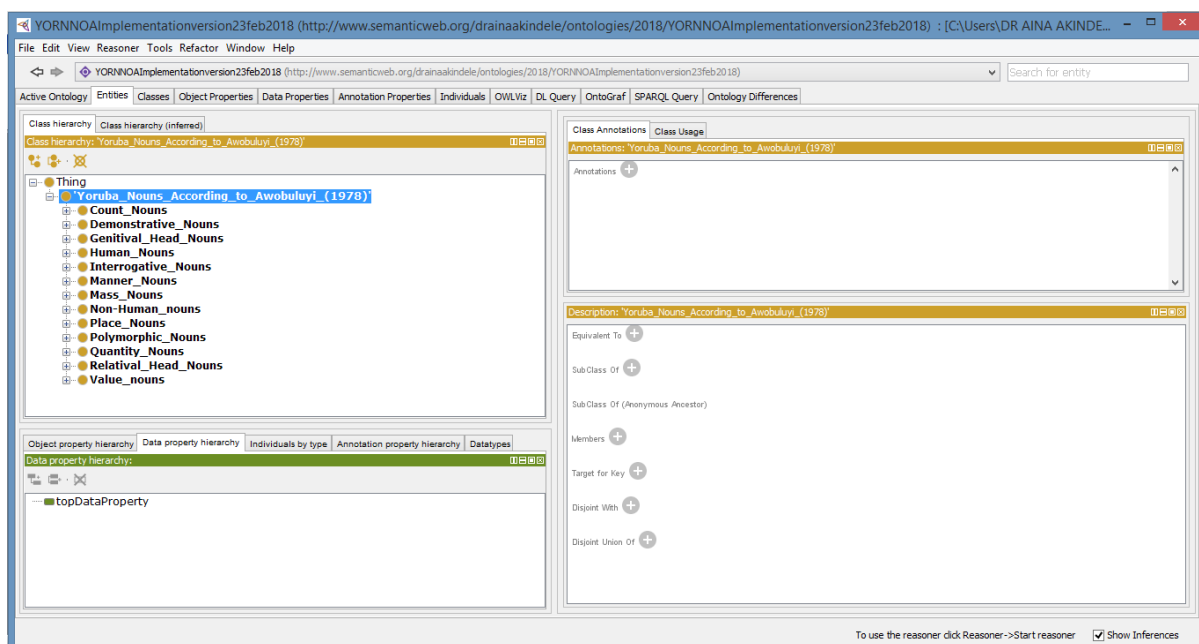 YORNNOAImplementationversion23feb2018 (http://www.semanticweb.org/drainaakindele/ontologies/2018/YORNNOAImplementationversion23feb2018) : [C:\Users\DR AINA AKINDE...
File Edit View Reasoner Tools Refactor Window Help
YORNNOAImplementationversion23feb2018 (http://www.semanticweb.org/drainaakindele/ontologies/2018/YORNNOAImplementationversion23feb2018) Search for entity
Active Ontology Entities Classes Object Properties Data Properties Annotation Properties Individuals OWLViz DL Query OntoGraf SPARQL Query Ontology Differences
Class hierarchy Class hierarchy (inferred)
Class hierarchy: 'Yoruba_Nouns_According_to_Awobuluyi_(1978)'
Thing
'Yoruba_Nouns_According_to_Awobuluyi_(1978)'
Count_Nouns
Demonstrative_Nouns
Genitival_Head_Nouns
Human_Nouns
Interrogative_Nouns
Manner_Nouns
Mass_Nouns
Non-Human_nouns
Place_Nouns
Polymorphic_Nouns
Quantity_Nouns
Relatival_Head_Nouns
Value_nouns
Object property hierarchy Data property hierarchy Individuals by type Annotation property hierarchy Datatypes
Data property hierarchy:
topDataProperty
Class Annotations Class Usage
Annotations: 'Yoruba_Nouns_According_to_Awobuluyi_(1978)'
Annotations
Description: 'Yoruba_Nouns_According_to_Awobuluyi_(1978)'
Equivalent To
SubClass Of
SubClass Of (Anonymous Ancestor)
Members
Target for Key
Disjoint With
Disjoint Union Of
To use the reasoner click Reasoner->Start reasoner Show Inferences